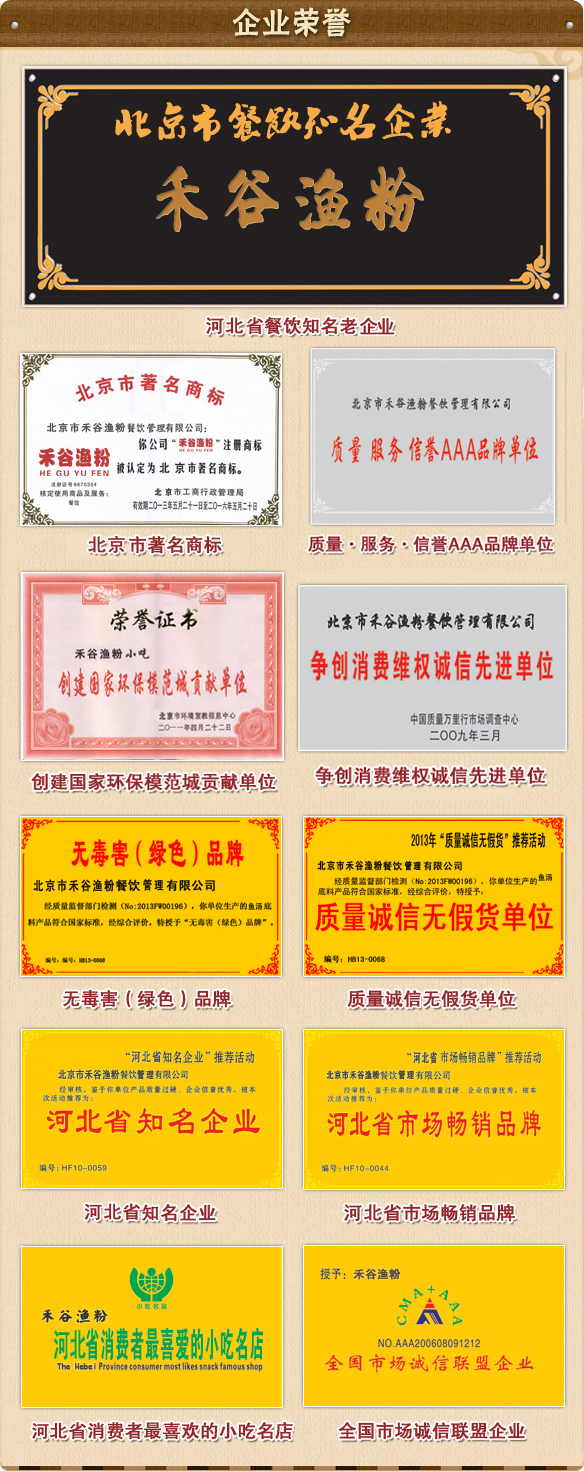 企业荣誉
北京市餐饮知名企業
禾谷渔粉
河北省餐饮知名老企业
北京市著名商标
北京市禾谷渔粉餐饮管理有限公司:
你公司“禾谷渔粉”注册商标
HE GU YU FEN
禾谷渔粉
HE GU YU FEN
被认定为北 京市著名商标。
注册证号6670354
核定使用商品及服务:
餐馆
北京市工商行政管理局
有效期二〇一三年五月二十一日至二〇一六年五月二十日
北京市著名商标
北京市禾谷渔粉餐饮管理有限公司
质量 服务 信誉AAA品牌单位
质量·服务·信誉AAA品牌单位
荣誉证书
禾谷渔粉小吃
创建国家环保模范城贡献单位
北京市环境宣教信息中心
二〇一一年四月二十二日
创建国家环保模范城贡献单位
北京市禾谷渔粉餐饮管理有限公司
争创消费维权诚信先进单位
中国质量万里行市场调查中心
二〇〇九年三月
争创消费维权诚信先进单位
无毒害(绿色)品牌
北京市禾谷渔粉餐饮管理有限公司
经质量监督部门检测(No:2013FW00196),你单位生产的鱼汤底
料产品符合国家标准,经综合评价,特授予“无毒害(绿色)品牌”。
编号:编号:HB13-0068
无毒害(绿色)品牌
2013年“质量诚信无假货”推荐活动
北京市禾谷渔粉餐饮管理有限公司
经质量监督部门检测(No:2013FW00196),你单位生产的鱼汤
底料产品符合国家标准,经综合评价,特授予:
质量诚信无假货单位
编号:HB13-0068
质量诚信无假货单位
“河北省知名企业”推荐活动
北京市禾谷渔粉餐饮管理有限公司
经审核,鉴于你单位产品质量过硬、企业信誉优秀,被本
次活动推荐为:
河北省知名企业
编号:HF10-0059
河北省知名企业
“河北省市场畅销品牌”推荐活动
北京市禾谷渔粉餐饮管理有限公司
经审核,鉴于你单位产品质量过硬、企业信誉优秀,被本
次活动推荐为:
河北省市场畅销品牌
编号:HF10-0044
河北省市场畅销品牌
小吃名品
禾谷渔粉
河北省消费者最喜爱的小吃名店
The Hebei Province consumer most likes snack famous shop
河北省消费者最喜欢的小吃名店
授予:禾谷渔粉
CMA+AAA
NO.AAA200608091212
全国市场诚信联盟企业
全国市场诚信联盟企业